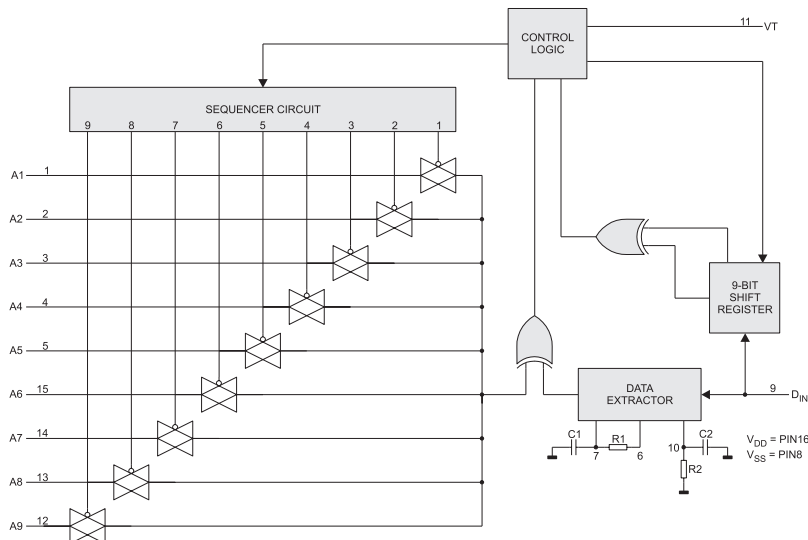 CONTROL
LOGIC
11 VT
SEQUENCER CIRCUIT
9 8 7 6 5 4 3 2 1
A1 1
A2 2
A3 3
A4 4
A5 5
A6 15
A7 14
A8 13
A9 12
9-BIT
SHIFT
REGISTER
DATA
EXTRACTOR
9 DIN
C1 R1 C2
7 6 10
R2
VDD = PIN16
VSS = PIN8